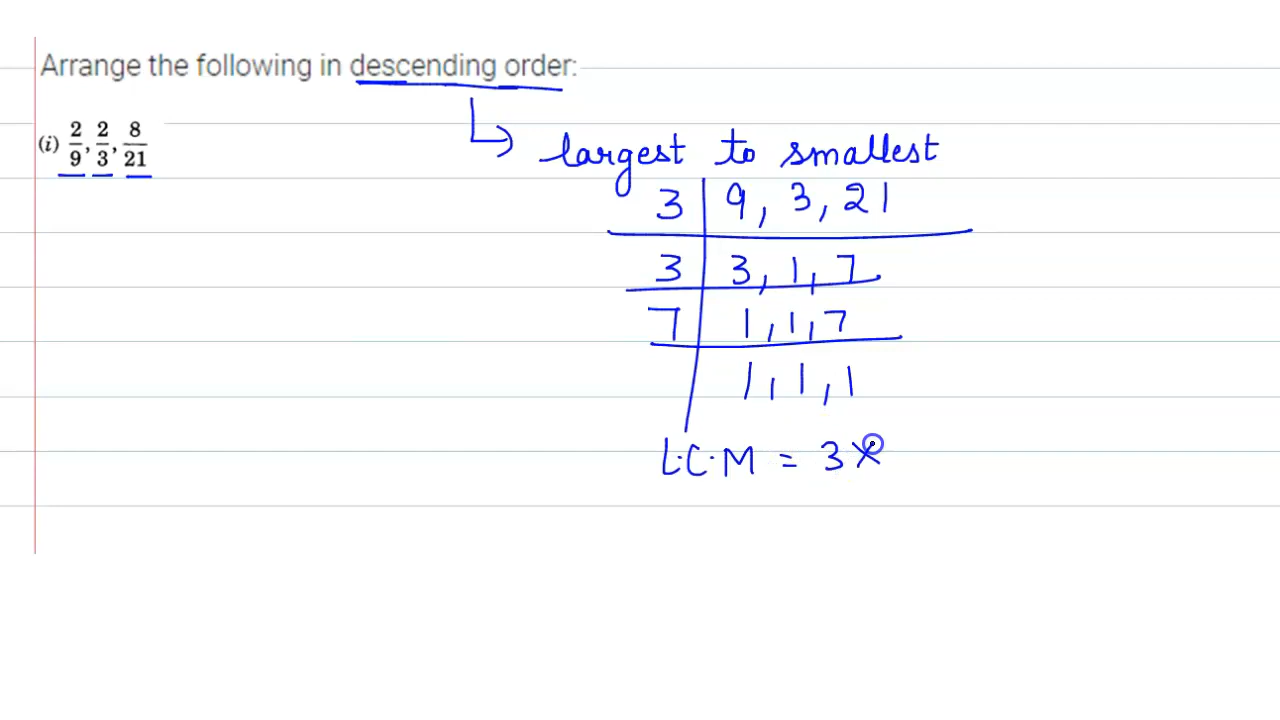 Arrange the following in descending order:
(i) 2/9, 2/3, 8/21
largest to smallest
3 | 9, 3, 21
3 | 3, 1, 7
7 | 1, 1, 7
1, 1, 1
L.C.M = 3 ×